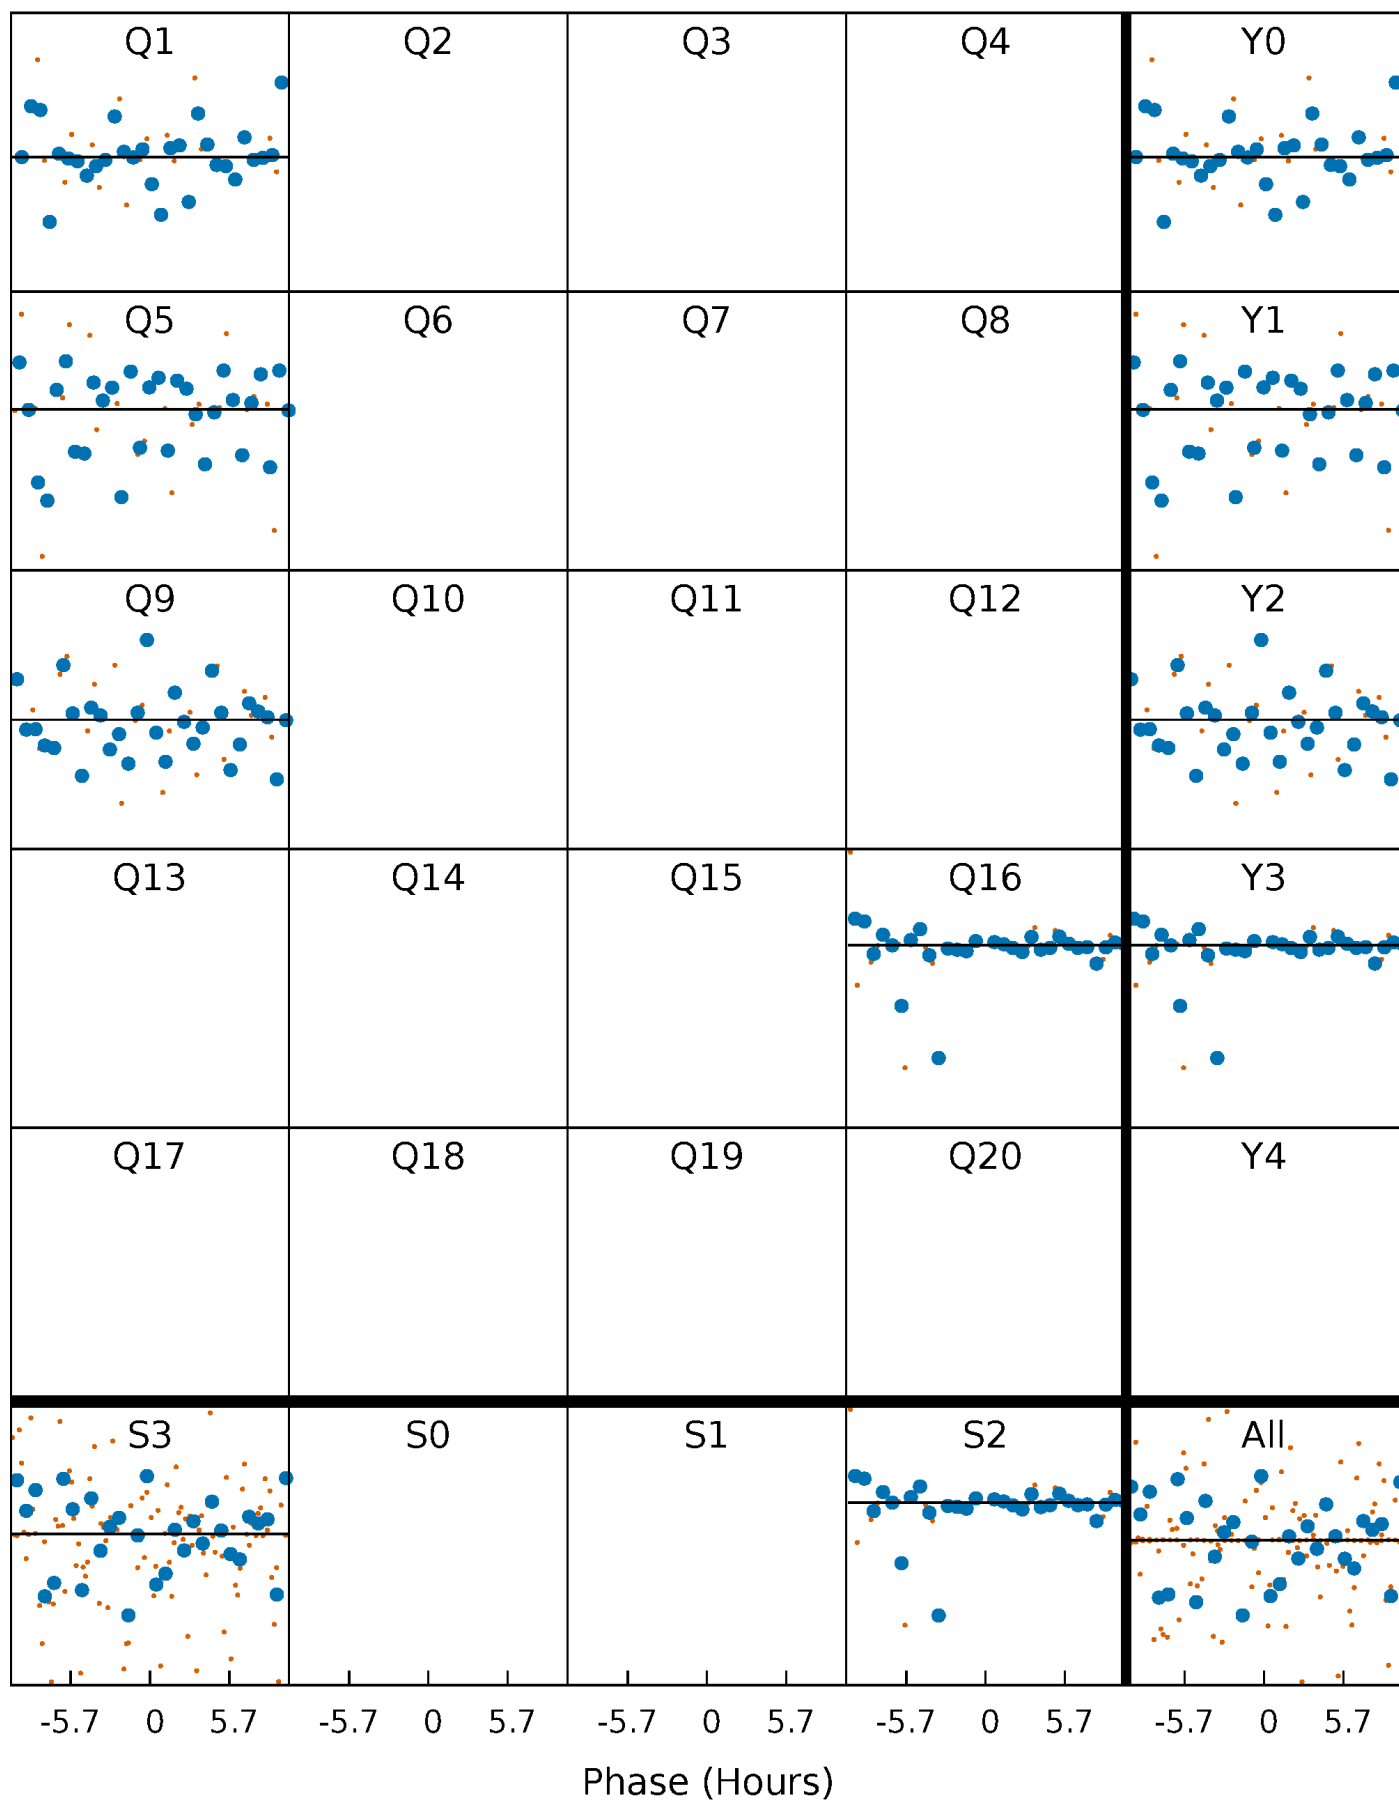 Q1 Q2 Q3 Q4 Y0
Q5 Q6 Q7 Q8 Y1
Q9 Q10 Q11 Q12 Y2
Q13 Q14 Q15 Q16 Y3
Q17 Q18 Q19 Q20 Y4
S3 S0 S1 S2 All
-5.7 0 5.7 -5.7 0 5.7 -5.7 0 5.7 -5.7 0 5.7 -5.7 0 5.7
Phase (Hours)